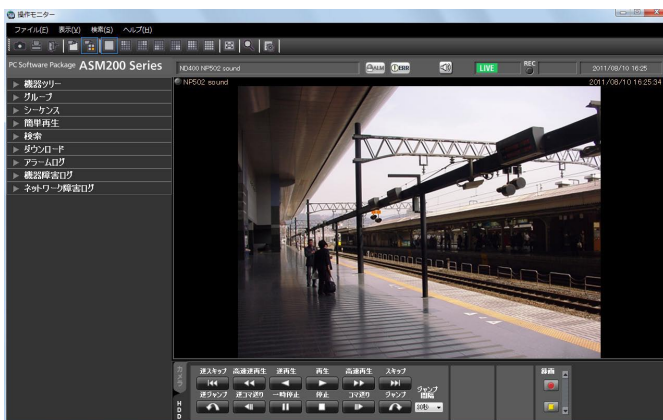 操作モニター
ファイル(E) 表示(V) 検索(S) ヘルプ(H)
PC Software Package ASM200 Series
ND400 NP502 sound
ALM
ERR
LIVE
REC
2011/08/10 16:25
NP502 sound
2011/08/10 16:25:34
機器ツリー
グループ
シーケンス
簡単再生
検索
ダウンロード
アラームログ
機器障害ログ
ネットワーク障害ログ
カメラ
HDD
逆スキップ 高速逆再生 逆再生 再生 高速再生 スキップ
逆ジャンプ 逆コマ送り 一時停止 停止 コマ送り ジャンプ
ジャンプ間隔
30秒
録画